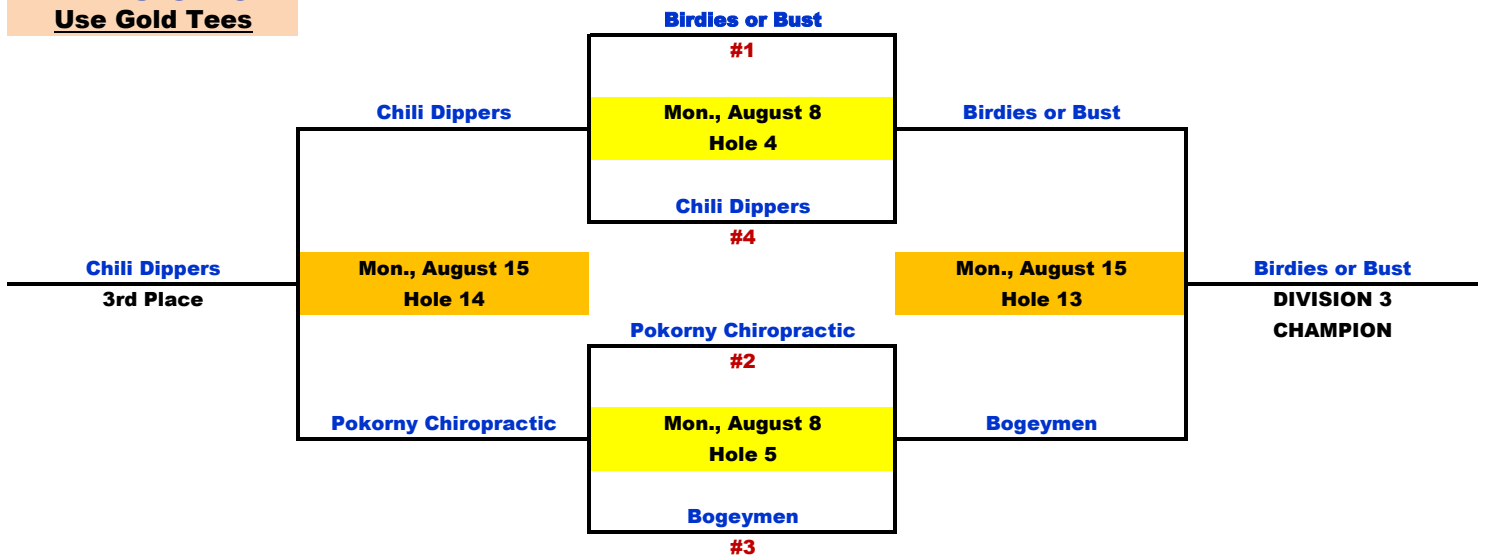 Use Gold Tees
Birdies or Bust
#1
Chili Dippers
Mon., August 8
Birdies or Bust
Hole 4
Chili Dippers
#4
Chili Dippers
Mon., August 15
Mon., August 15
Birdies or Bust
3rd Place
Hole 14
Hole 13
DIVISION 3
Pokorny Chiropractic
CHAMPION
#2
Pokorny Chiropractic
Mon., August 8
Bogeymen
Hole 5
Bogeymen
#3